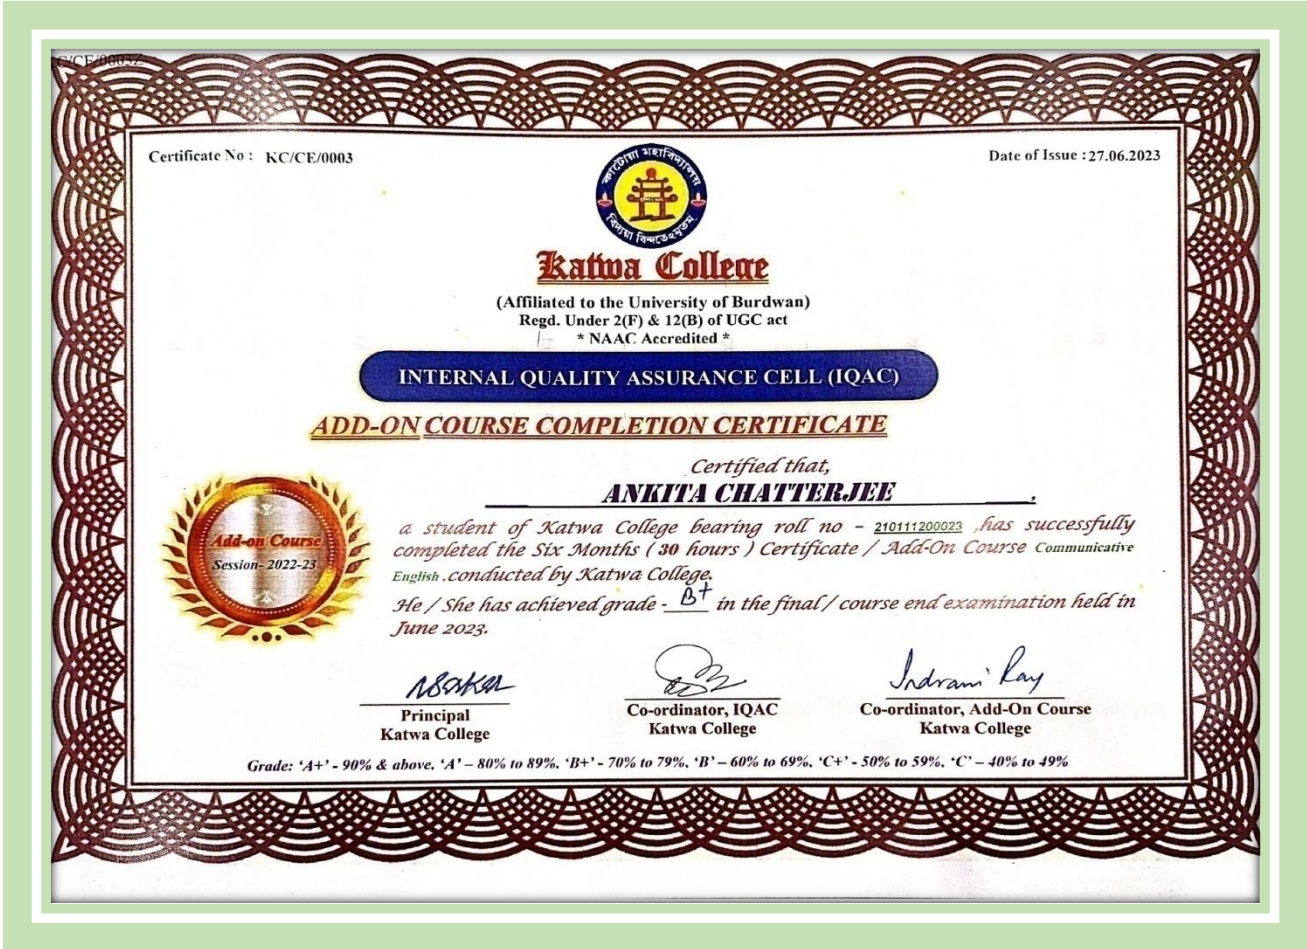 Certificate No : KC/CE/0003
Date of Issue :27.06.2023
কাটোয়া মহাবিদ্যালয়
বিদ্যয়া বিন্দতেঽমৃতম্
Katwa College
(Affiliated to the University of Burdwan)
Regd. Under 2(F) & 12(B) of UGC act
* NAAC Accredited *
INTERNAL QUALITY ASSURANCE CELL (IQAC)
ADD-ON COURSE COMPLETION CERTIFICATE
Certified that,
ANKITA CHATTERJEE
Add-on Course
Session- 2022-23
a student of Katwa College bearing roll no - 210111200023 ,has successfully
completed the Six Months ( 30 hours ) Certificate / Add-On Course Communicative
English .conducted by Katwa College.
He / She has achieved grade - B+ in the final / course end examination held in
June 2023.
Indrani Ray
Principal
Katwa College
Co-ordinator, IQAC
Katwa College
Co-ordinator, Add-On Course
Katwa College
Grade: ‘A+’ - 90% & above, ‘A’ – 80% to 89%, ‘B+’ - 70% to 79%, ‘B’ – 60% to 69%, ‘C+’ - 50% to 59%, ‘C’ – 40% to 49%